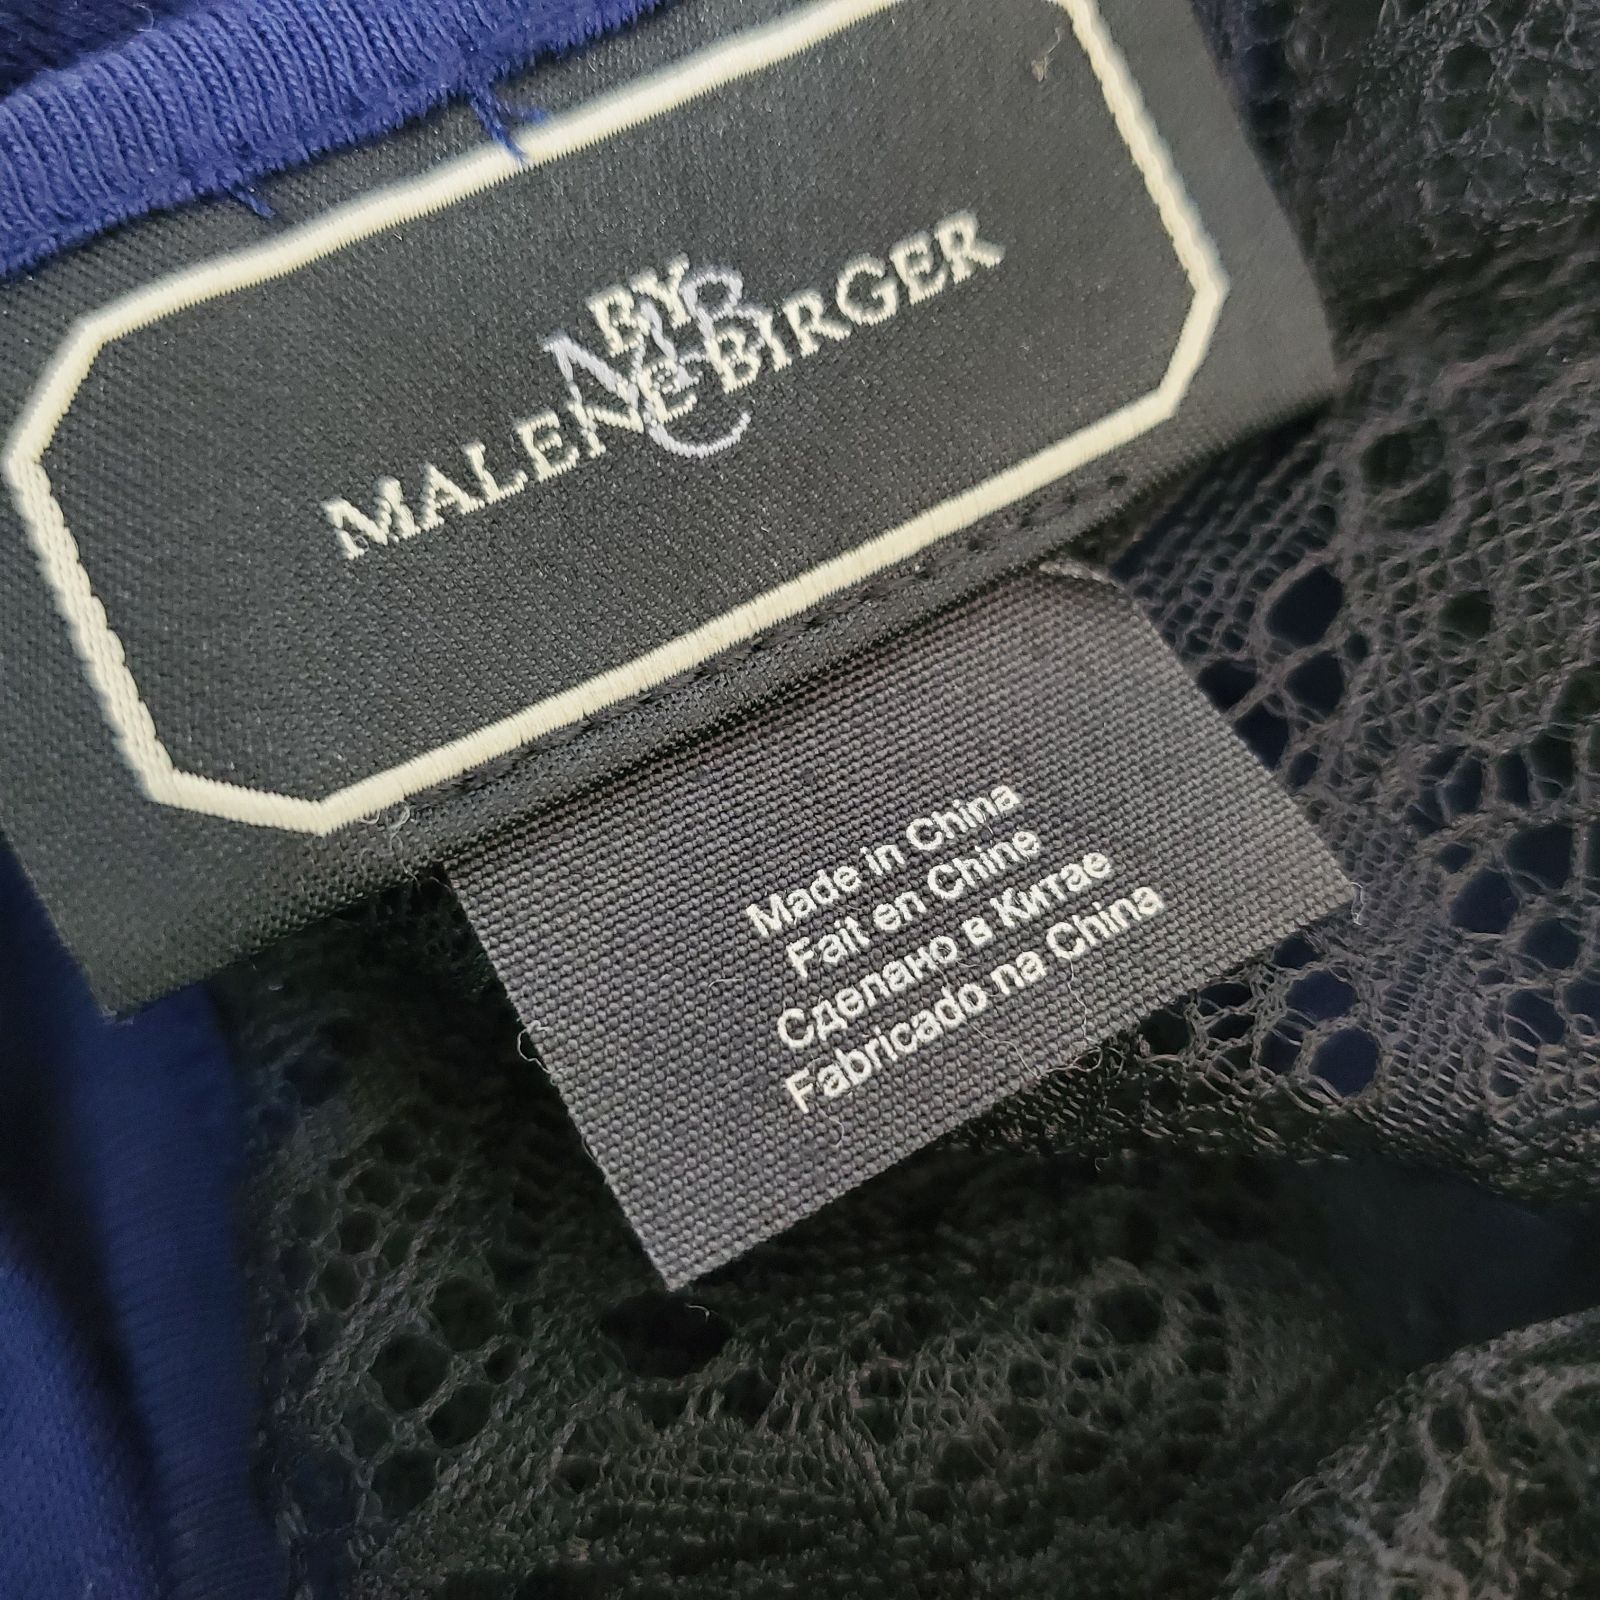 BY
MALENE BIRGER
Made in China
Fait en Chine
Сделано в Китае
Fabricado na China